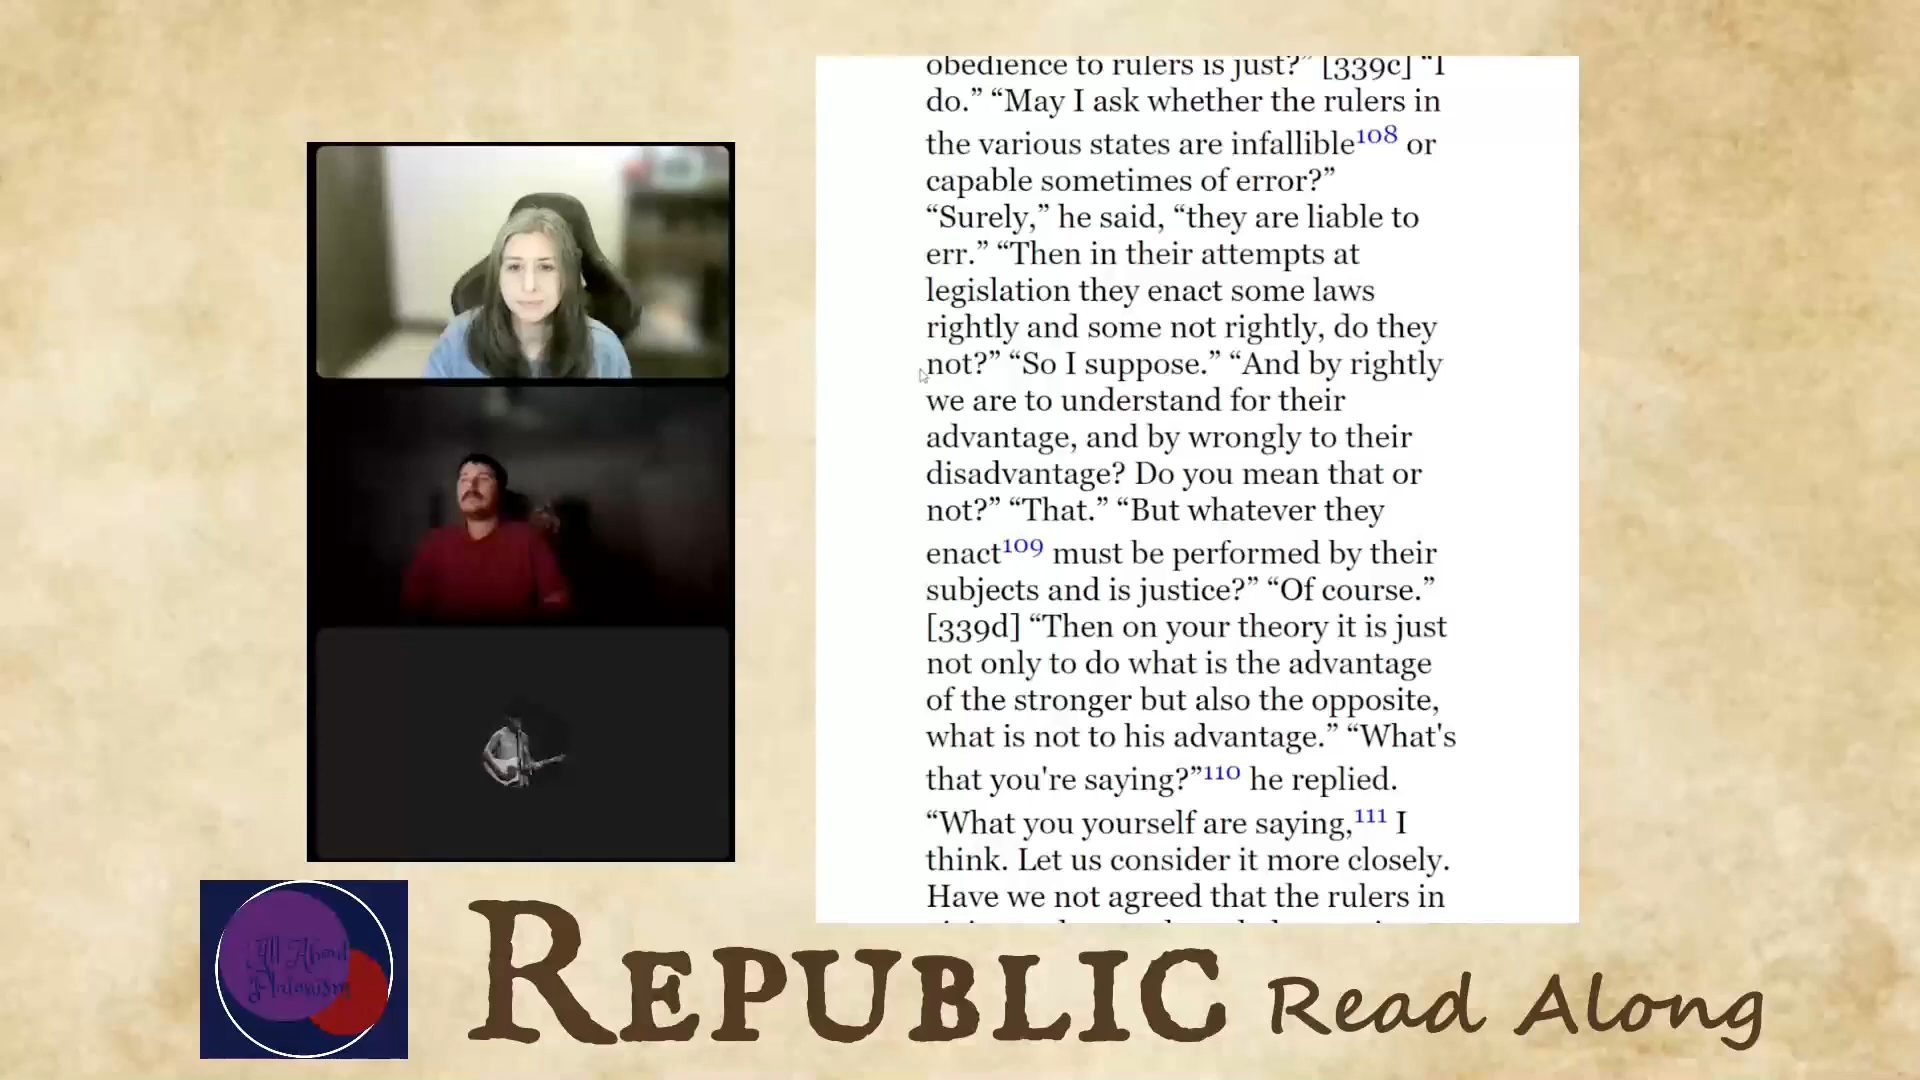 obedience to rulers is just?” [339c] “I
do.” “May I ask whether the rulers in
the various states are infallible108 or
capable sometimes of error?”
“Surely,” he said, “they are liable to
err.” “Then in their attempts at
legislation they enact some laws
rightly and some not rightly, do they
not?” “So I suppose.” “And by rightly
we are to understand for their
advantage, and by wrongly to their
disadvantage? Do you mean that or
not?” “That.” “But whatever they
enact109 must be performed by their
subjects and is justice?” “Of course.”
[339d] “Then on your theory it is just
not only to do what is the advantage
of the stronger but also the opposite,
what is not to his advantage.” “What's
that you're saying?”110 he replied.
“What you yourself are saying,111 I
think. Let us consider it more closely.
Have we not agreed that the rulers in
All About
Platonism
REPUBLIC Read Along